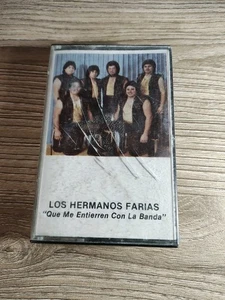 LOS HERMANOS FARIAS
"Que Me Entierren Con La Banda"